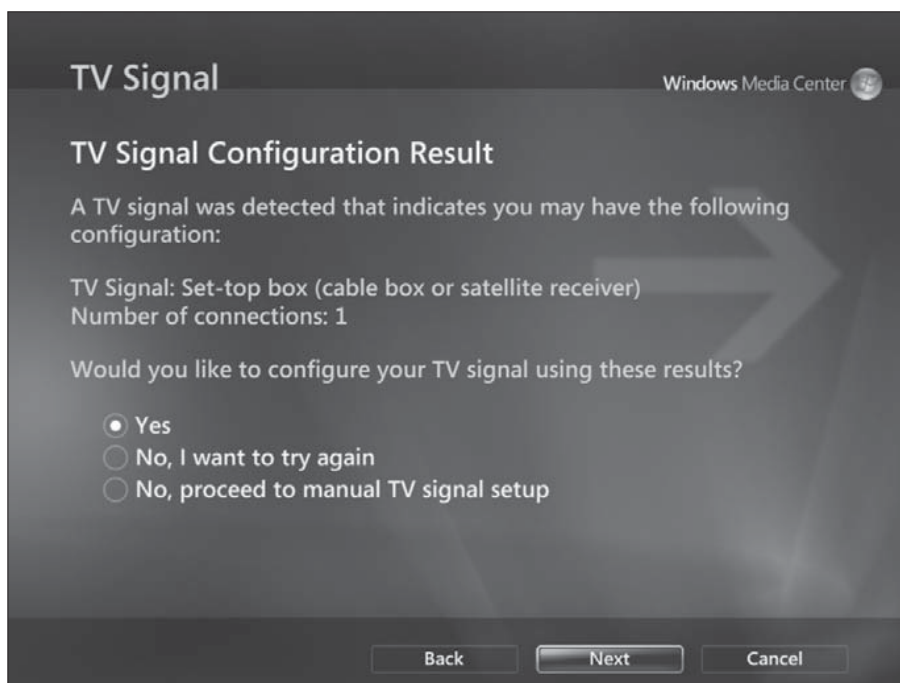 TV Signal
Windows Media Center
TV Signal Configuration Result
A TV signal was detected that indicates you may have the following
configuration:
TV Signal: Set-top box (cable box or satellite receiver)
Number of connections: 1
Would you like to configure your TV signal using these results?
Yes
No, I want to try again
No, proceed to manual TV signal setup
Back
Next
Cancel